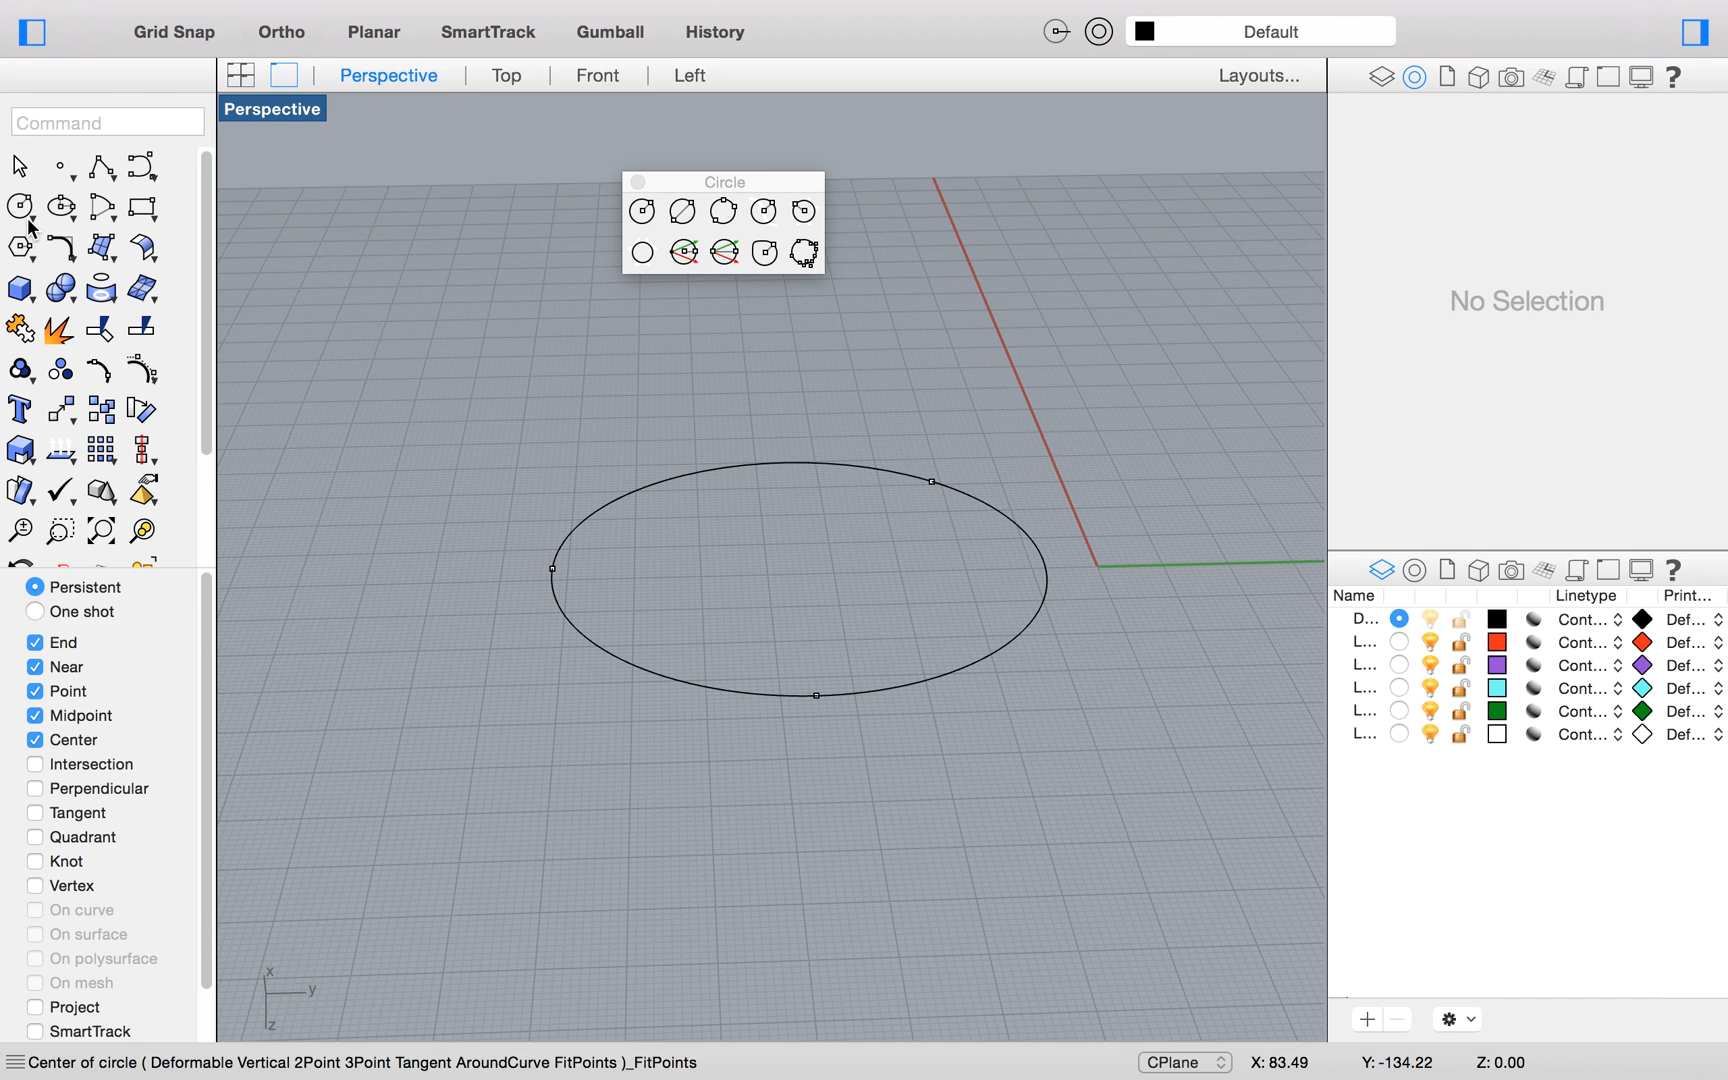 Grid Snap Ortho Planar SmartTrack Gumball History Default
Perspective Top Front Left Layouts... ?
Perspective
Command
Circle
No Selection
Persistent
One shot
End
Near
Point
Midpoint
Center
Intersection
Perpendicular
Tangent
Quadrant
Knot
Vertex
On curve
On surface
On polysurface
On mesh
Project
SmartTrack
x
y
z
?
Name Linetype Print...
D... Cont... Def...
L... Cont... Def...
L... Cont... Def...
L... Cont... Def...
L... Cont... Def...
L... Cont... Def...
Center of circle ( Deformable Vertical 2Point 3Point Tangent AroundCurve FitPoints )_FitPoints CPlane X: 83.49 Y: -134.22 Z: 0.00